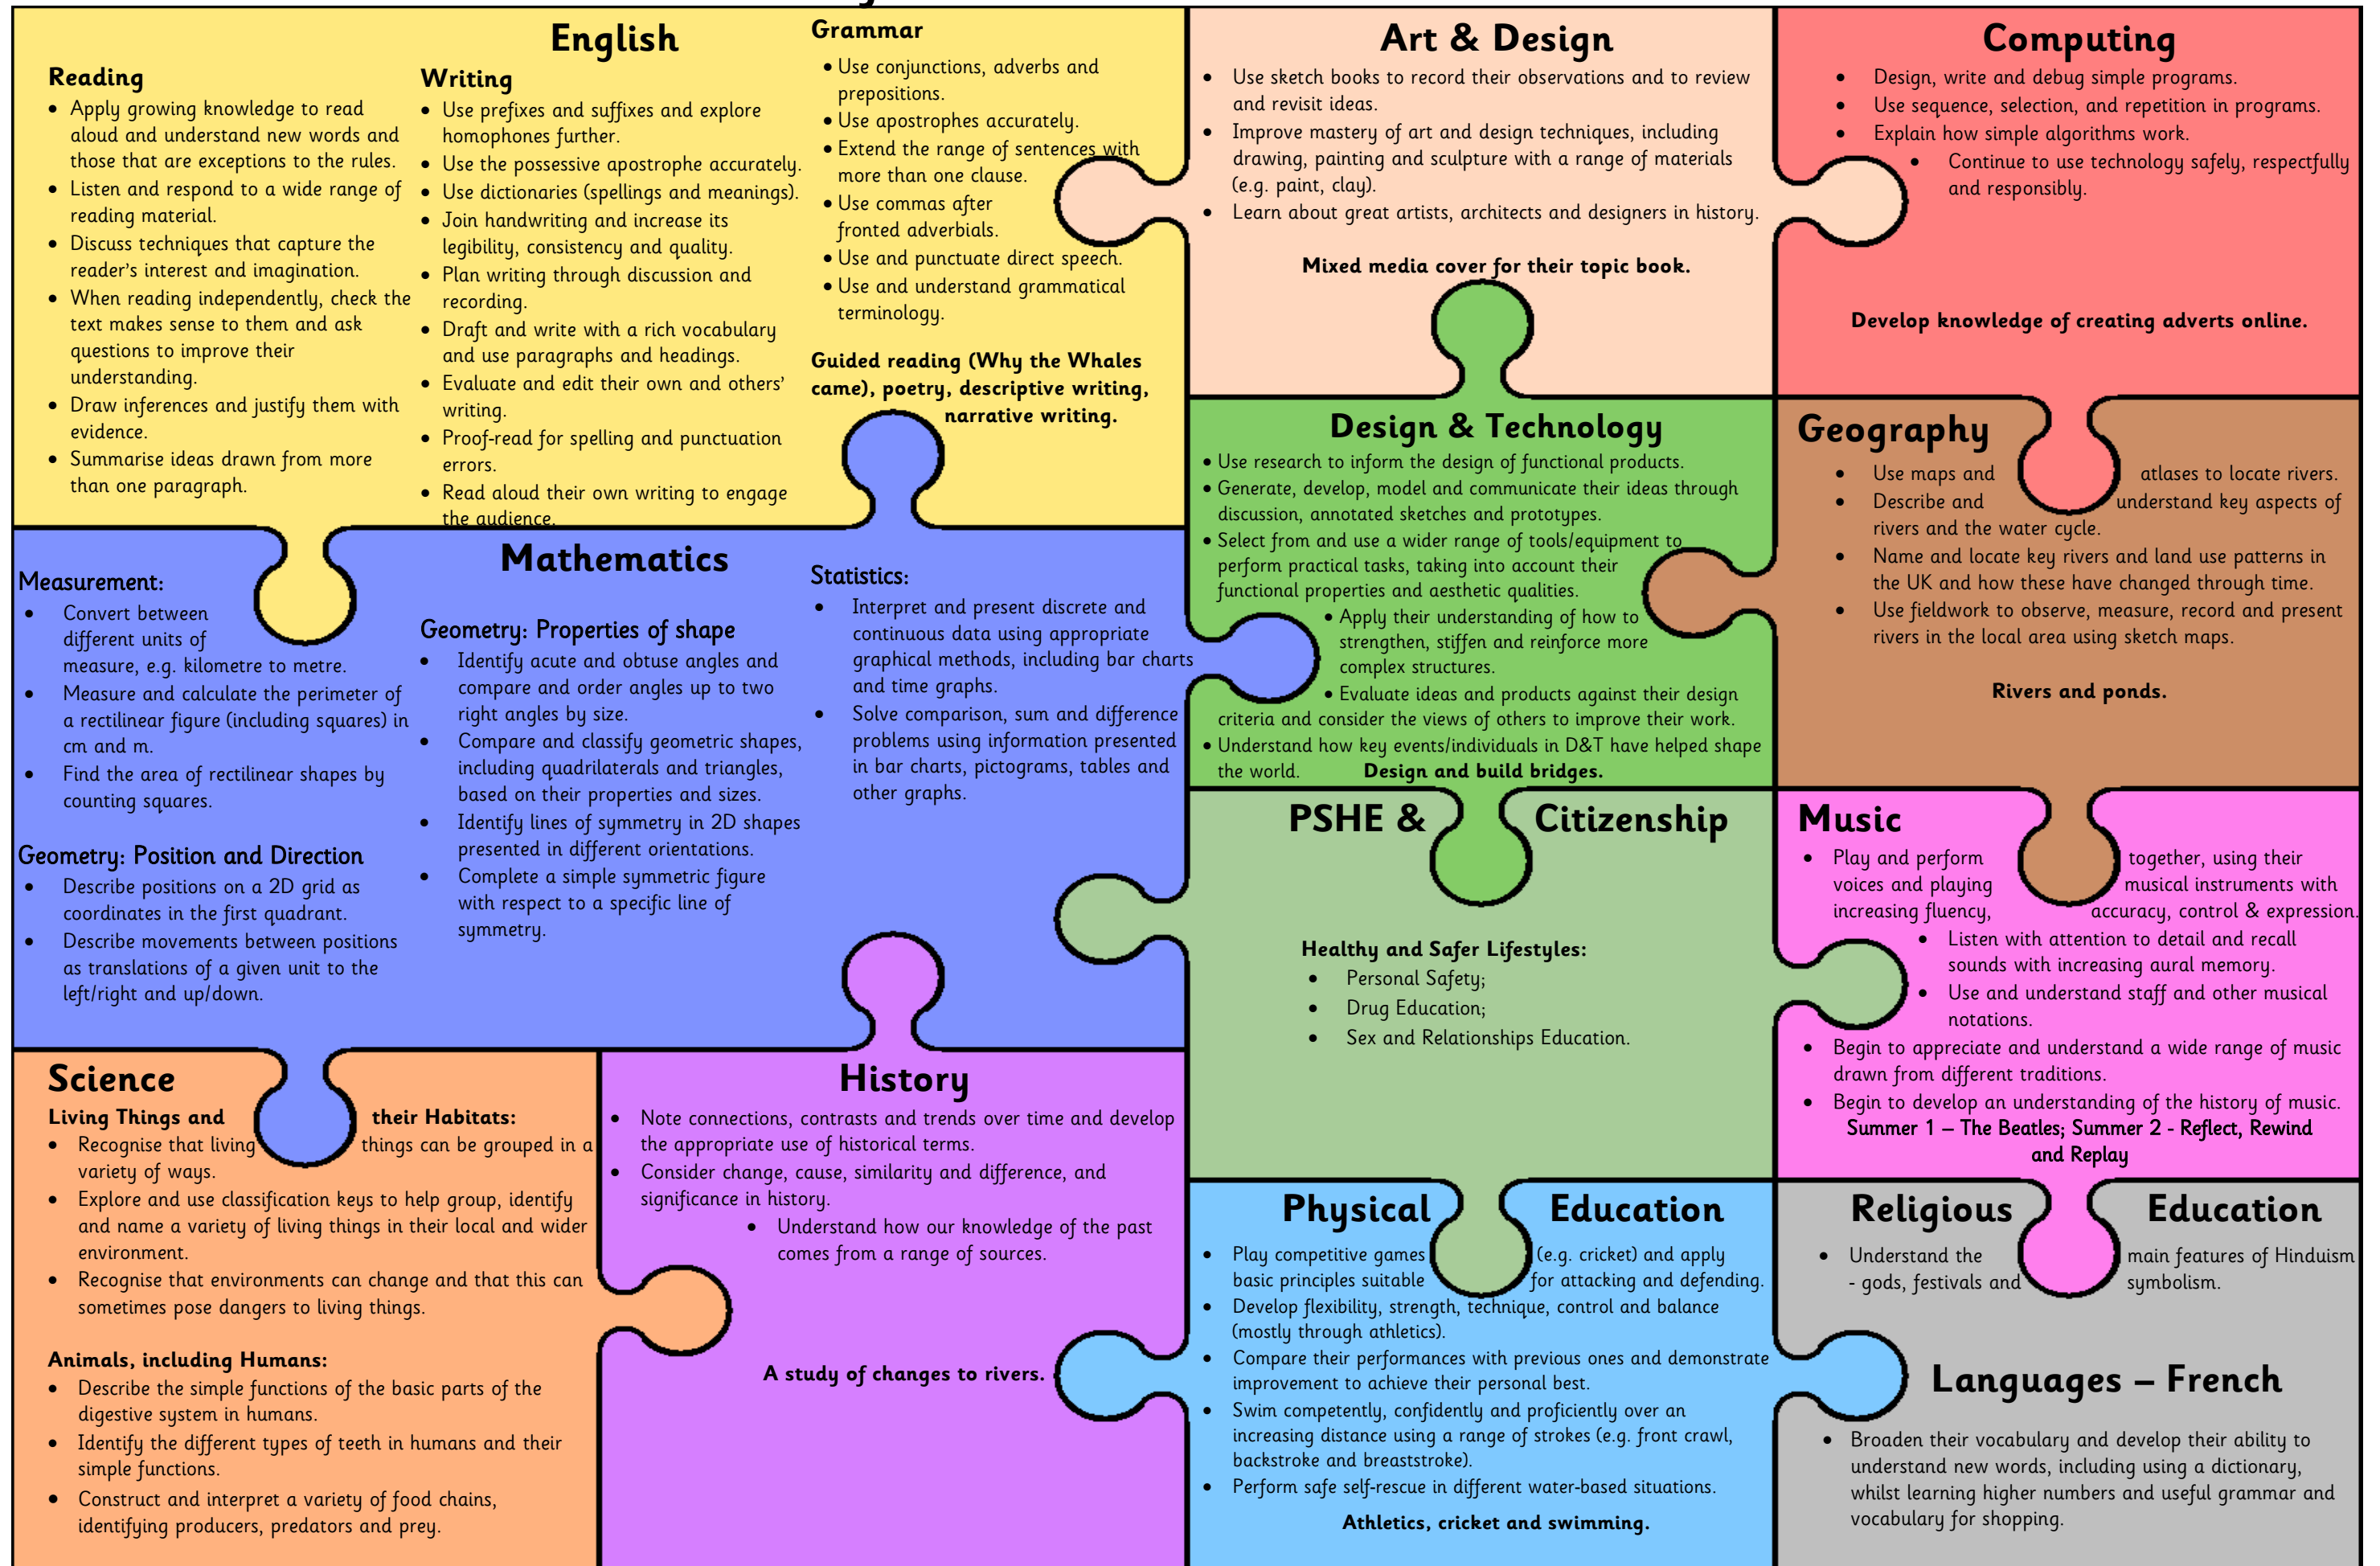 English
Reading
• Apply growing knowledge to read
aloud and understand new words and
those that are exceptions to the rules.
• Listen and respond to a wide range of
reading material.
• Discuss techniques that capture the
reader's interest and imagination.
• When reading independently, check the
text makes sense to them and ask
questions to improve their
understanding.
• Draw inferences and justify them with
evidence.
• Summarise ideas drawn from more
than one paragraph.
Writing
• Use prefixes and suffixes and explore
homophones further.
• Use the possessive apostrophe accurately.
• Use dictionaries (spellings and meanings).
• Join handwriting and increase its
legibility, consistency and quality.
• Plan writing through discussion and
recording.
• Draft and write with a rich vocabulary
and use paragraphs and headings.
• Evaluate and edit their own and others'
writing.
• Proof-read for spelling and punctuation
errors.
• Read aloud their own writing to engage
the audience.
Grammar
• Use conjunctions, adverbs and
prepositions.
• Use apostrophes accurately.
• Extend the range of sentences with
more than one clause.
• Use commas after
fronted adverbials.
• Use and punctuate direct speech.
• Use and understand grammatical
terminology.
Guided reading (Why the Whales
came), poetry, descriptive writing,
narrative writing.
Art & Design
• Use sketch books to record their observations and to review
and revisit ideas.
• Improve mastery of art and design techniques, including
drawing, painting and sculpture with a range of materials
(e.g. paint, clay).
• Learn about great artists, architects and designers in history.
Mixed media cover for their topic book.
Computing
• Design, write and debug simple programs.
• Use sequence, selection, and repetition in programs.
• Explain how simple algorithms work.
• Continue to use technology safely, respectfully
and responsibly.
Develop knowledge of creating adverts online.
Mathematics
Measurement:
• Convert between
different units of
measure, e.g. kilometre to metre.
• Measure and calculate the perimeter of
a rectilinear figure (including squares) in
cm and m.
• Find the area of rectilinear shapes by
counting squares.
Geometry: Position and Direction
• Describe positions on a 2D grid as
coordinates in the first quadrant.
• Describe movements between positions
as translations of a given unit to the
left/right and up/down.
Geometry: Properties of shape
• Identify acute and obtuse angles and
compare and order angles up to two
right angles by size.
• Compare and classify geometric shapes,
including quadrilaterals and triangles,
based on their properties and sizes.
• Identify lines of symmetry in 2D shapes
presented in different orientations.
• Complete a simple symmetric figure
with respect to a specific line of
symmetry.
Statistics:
• Interpret and present discrete and
continuous data using appropriate
graphical methods, including bar charts
and time graphs.
• Solve comparison, sum and difference
problems using information presented
in bar charts, pictograms, tables and
other graphs.
Design & Technology
• Use research to inform the design of functional products.
• Generate, develop, model and communicate their ideas through
discussion, annotated sketches and prototypes.
• Select from and use a wider range of tools/equipment to
perform practical tasks, taking into account their
functional properties and aesthetic qualities.
• Apply their understanding of how to
strengthen, stiffen and reinforce more
complex structures.
• Evaluate ideas and products against their design
criteria and consider the views of others to improve their work.
• Understand how key events/individuals in D&T have helped shape
the world. Design and build bridges.
Geography
• Use maps and atlases to locate rivers.
• Describe and understand key aspects of
rivers and the water cycle.
• Name and locate key rivers and land use patterns in
the UK and how these have changed through time.
• Use fieldwork to observe, measure, record and present
rivers in the local area using sketch maps.
Rivers and ponds.
PSHE & Citizenship
Healthy and Safer Lifestyles:
• Personal Safety;
• Drug Education;
• Sex and Relationships Education.
Music
• Play and perform together, using their
voices and playing musical instruments with
increasing fluency, accuracy, control & expression.
• Listen with attention to detail and recall
sounds with increasing aural memory.
• Use and understand staff and other musical
notations.
• Begin to appreciate and understand a wide range of music
drawn from different traditions.
• Begin to develop an understanding of the history of music.
Summer 1 – The Beatles; Summer 2 - Reflect, Rewind
and Replay
Science
Living Things and their Habitats:
• Recognise that living things can be grouped in a
variety of ways.
• Explore and use classification keys to help group, identify
and name a variety of living things in their local and wider
environment.
• Recognise that environments can change and that this can
sometimes pose dangers to living things.
Animals, including Humans:
• Describe the simple functions of the basic parts of the
digestive system in humans.
• Identify the different types of teeth in humans and their
simple functions.
• Construct and interpret a variety of food chains,
identifying producers, predators and prey.
History
• Note connections, contrasts and trends over time and develop
the appropriate use of historical terms.
• Consider change, cause, similarity and difference, and
significance in history.
• Understand how our knowledge of the past
comes from a range of sources.
A study of changes to rivers.
Physical Education
• Play competitive games (e.g. cricket) and apply
basic principles suitable for attacking and defending.
• Develop flexibility, strength, technique, control and balance
(mostly through athletics).
• Compare their performances with previous ones and demonstrate
improvement to achieve their personal best.
• Swim competently, confidently and proficiently over an
increasing distance using a range of strokes (e.g. front crawl,
backstroke and breaststroke).
• Perform safe self-rescue in different water-based situations.
Athletics, cricket and swimming.
Religious Education
• Understand the main features of Hinduism
- gods, festivals and symbolism.
Languages – French
• Broaden their vocabulary and develop their ability to
understand new words, including using a dictionary,
whilst learning higher numbers and useful grammar and
vocabulary for shopping.